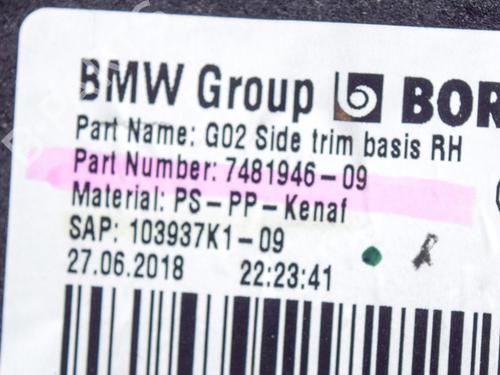 BMW Group BOR
Part Name: G02 Side trim basis RH
Part Number: 7481946-09
Material: PS-PP-Kenaf
SAP: 103937K1-09
27.06.2018 22:23:41